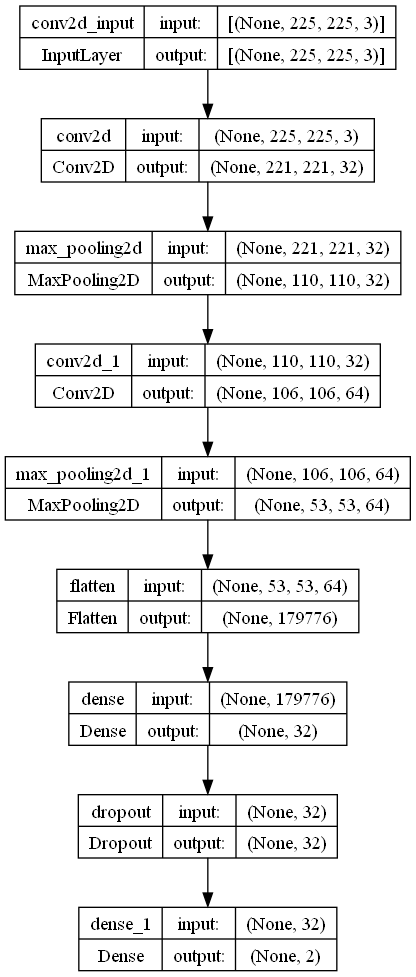 conv2d_input input: [(None, 225, 225, 3)]
InputLayer output: [(None, 225, 225, 3)]
conv2d input: (None, 225, 225, 3)
Conv2D output: (None, 221, 221, 32)
max_pooling2d input: (None, 221, 221, 32)
MaxPooling2D output: (None, 110, 110, 32)
conv2d_1 input: (None, 110, 110, 32)
Conv2D output: (None, 106, 106, 64)
max_pooling2d_1 input: (None, 106, 106, 64)
MaxPooling2D output: (None, 53, 53, 64)
flatten input: (None, 53, 53, 64)
Flatten output: (None, 179776)
dense input: (None, 179776)
Dense output: (None, 32)
dropout input: (None, 32)
Dropout output: (None, 32)
dense_1 input: (None, 32)
Dense output: (None, 2)